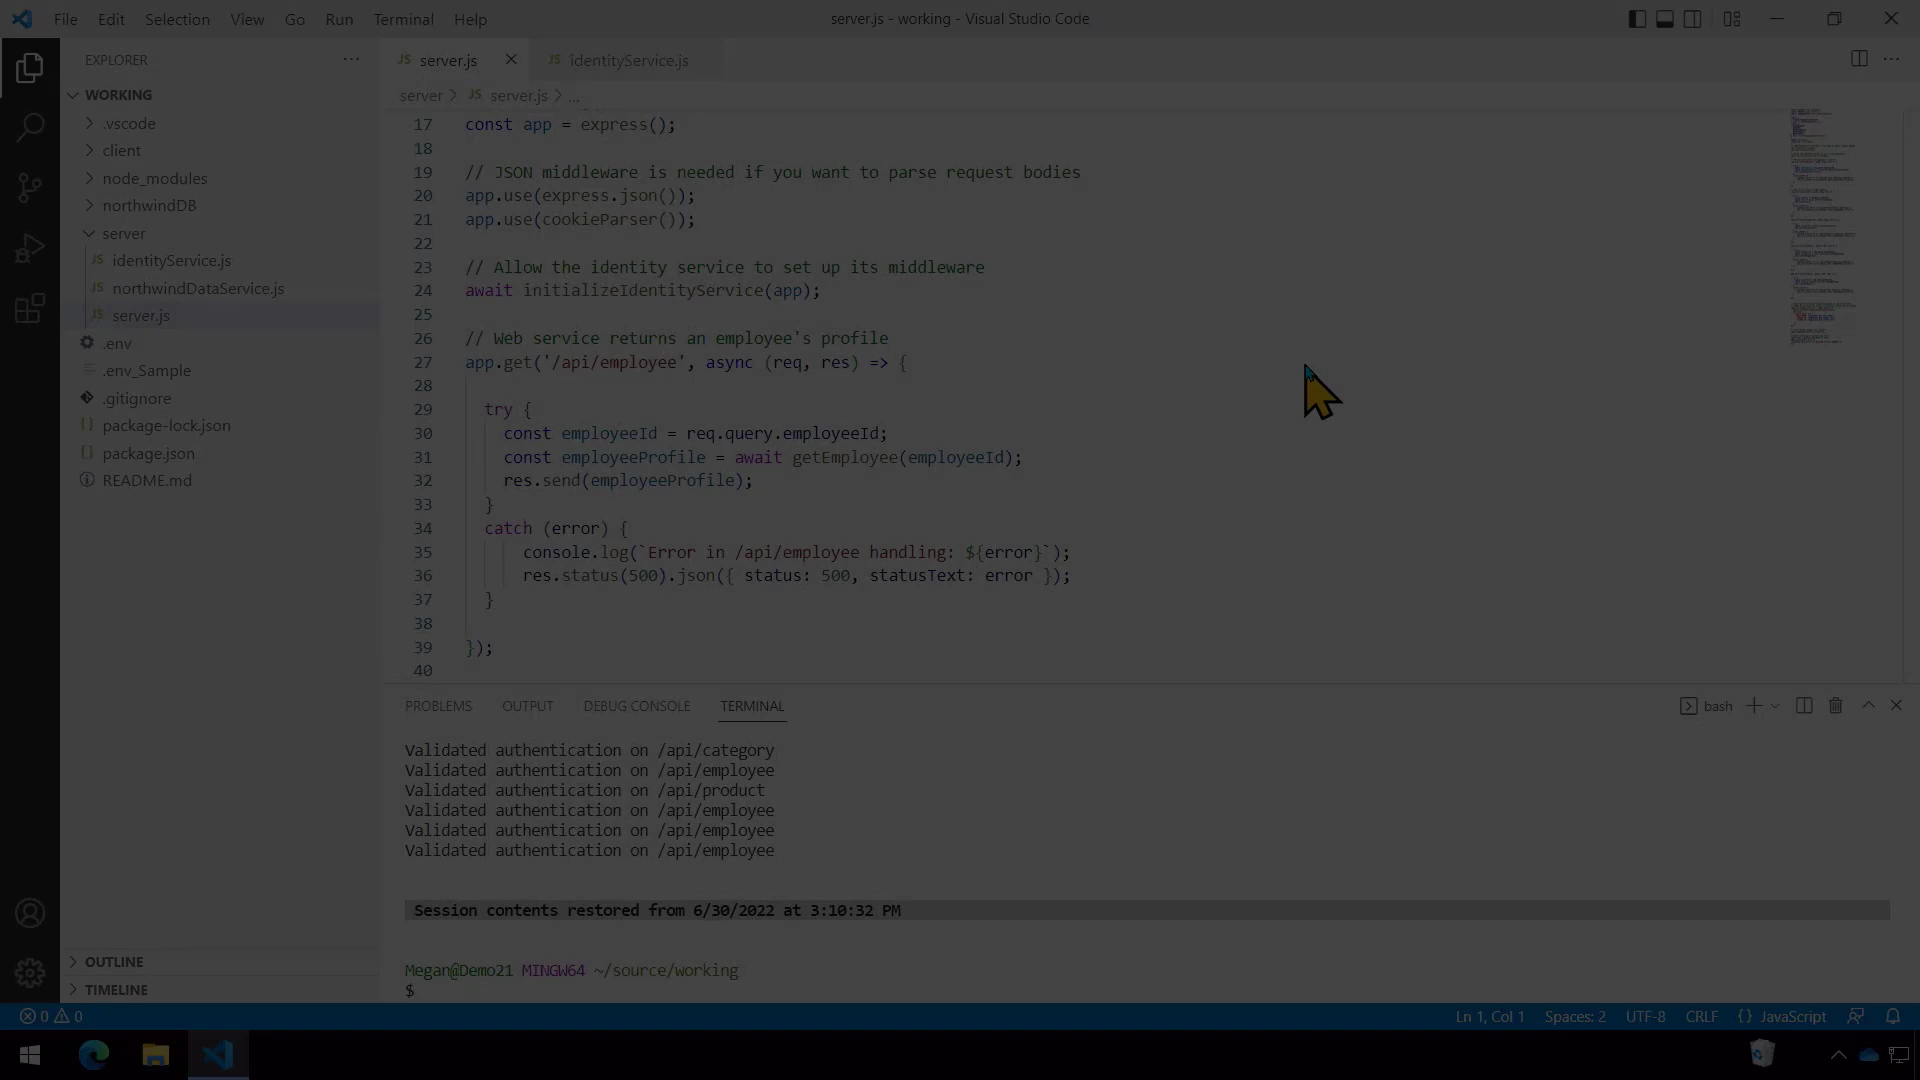 File Edit Selection View Go Run Terminal Help
server.js - working - Visual Studio Code
EXPLORER
WORKING
.vscode
client
node_modules
northwindDB
server
JS identityService.js
JS northwindDataService.js
JS server.js
.env
.env_Sample
.gitignore
package-lock.json
package.json
README.md
OUTLINE
TIMELINE
JS server.js
JS identityService.js
server > JS server.js > ...
17 const app = express();
18
19 // JSON middleware is needed if you want to parse request bodies
20 app.use(express.json());
21 app.use(cookieParser());
22
23 // Allow the identity service to set up its middleware
24 await initializeIdentityService(app);
25
26 // Web service returns an employee's profile
27 app.get('/api/employee', async (req, res) => {
28
29 try {
30 const employeeId = req.query.employeeId;
31 const employeeProfile = await getEmployee(employeeId);
32 res.send(employeeProfile);
33 }
34 catch (error) {
35 console.log(`Error in /api/employee handling: ${error}`);
36 res.status(500).json({ status: 500, statusText: error });
37 }
38
39 });
40
PROBLEMS OUTPUT DEBUG CONSOLE TERMINAL
bash
Validated authentication on /api/category
Validated authentication on /api/employee
Validated authentication on /api/product
Validated authentication on /api/employee
Validated authentication on /api/employee
Validated authentication on /api/employee
Session contents restored from 6/30/2022 at 3:10:32 PM
Megan@Demo21 MINGW64 ~/source/working
$
0 0
Ln 1, Col 1 Spaces: 2 UTF-8 CRLF {} JavaScript